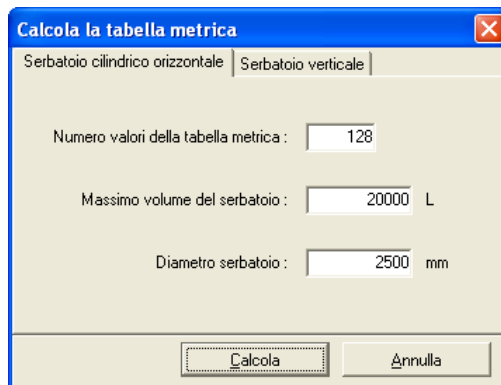 Calcola la tabella metrica
Serbatoio cilindrico orizzontale Serbatoio verticale
Numero valori della tabella metrica : 128
Massimo volume del serbatoio : 20000 L
Diametro serbatoio : 2500 mm
Calcola Annulla